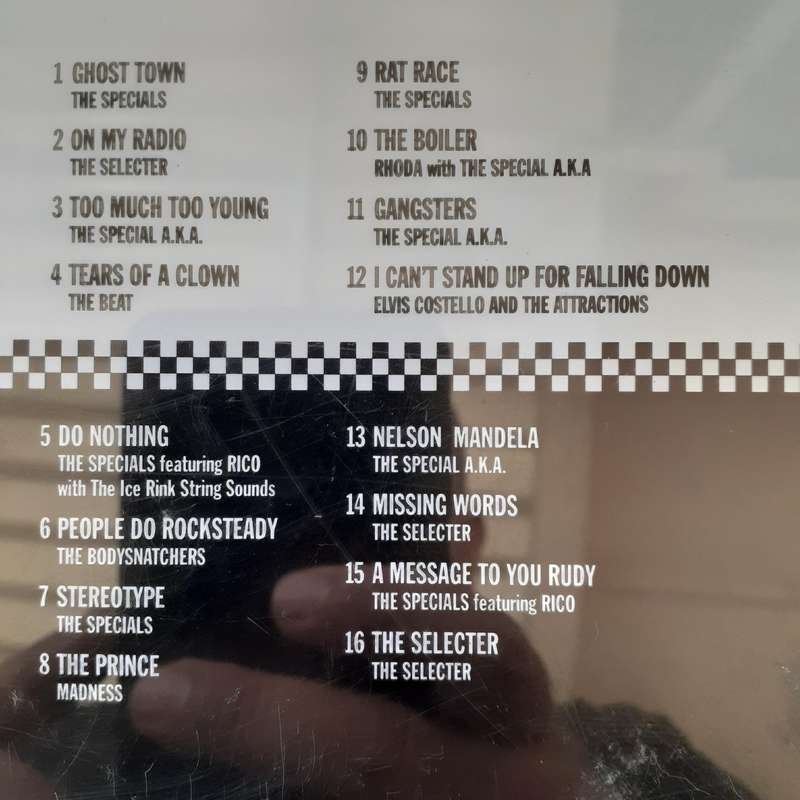 1 GHOST TOWN
THE SPECIALS
2 ON MY RADIO
THE SELECTER
3 TOO MUCH TOO YOUNG
THE SPECIAL A.K.A.
4 TEARS OF A CLOWN
THE BEAT
9 RAT RACE
THE SPECIALS
10 THE BOILER
RHODA with THE SPECIAL A.K.A
11 GANGSTERS
THE SPECIAL A.K.A.
12 I CAN'T STAND UP FOR FALLING DOWN
ELVIS COSTELLO AND THE ATTRACTIONS
5 DO NOTHING
THE SPECIALS featuring RICO
with The Ice Rink String Sounds
6 PEOPLE DO ROCKSTEADY
THE BODYSNATCHERS
7 STEREOTYPE
THE SPECIALS
8 THE PRINCE
MADNESS
13 NELSON MANDELA
THE SPECIAL A.K.A.
14 MISSING WORDS
THE SELECTER
15 A MESSAGE TO YOU RUDY
THE SPECIALS featuring RICO
16 THE SELECTER
THE SELECTER